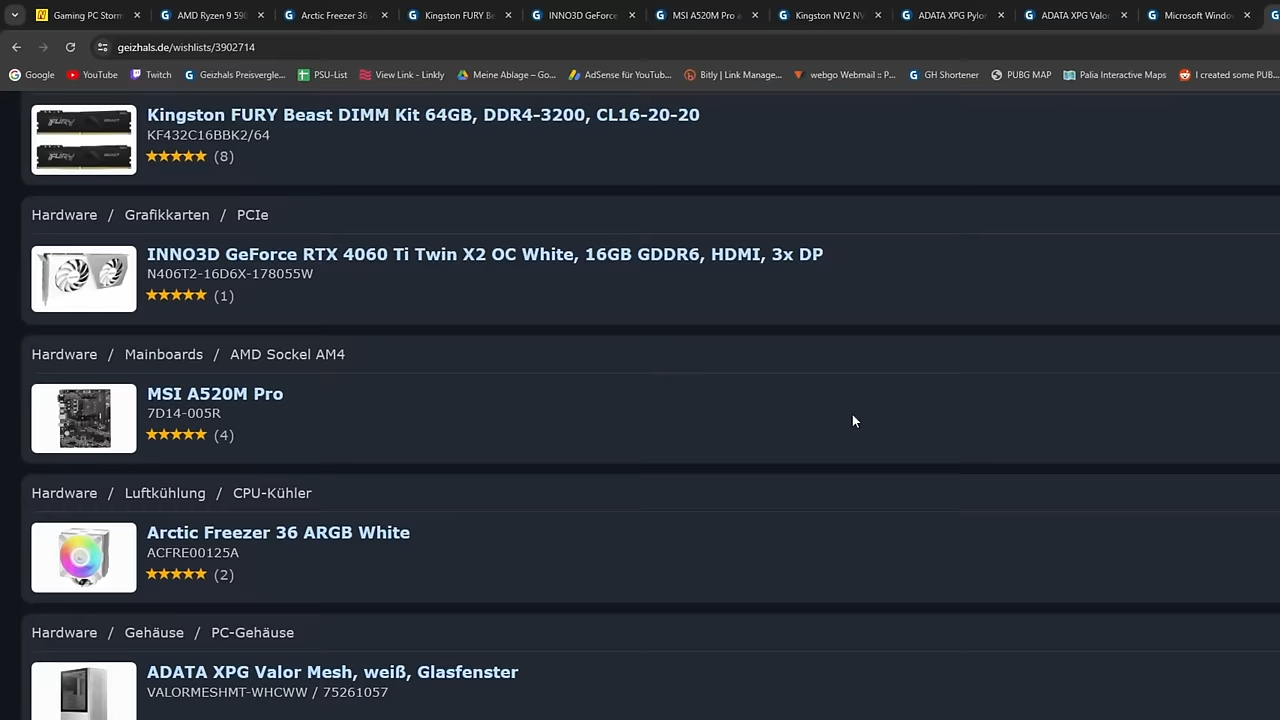 Gaming PC Storm
AMD Ryzen 9 590
Arctic Freezer 36
Kingston FURY Be
INNO3D GeForce
MSI A520M Pro a
Kingston NV2 NV
ADATA XPG Pylor
ADATA XPG Valor
Microsoft Windo
geizhals.de/wishlists/3902714
Google
YouTube
Twitch
Geizhals Preisvergle...
PSU-List
View Link - Linkly
Meine Ablage – Go...
AdSense für YouTub...
Bitly | Link Manage...
webgo Webmail :: P...
GH Shortener
PUBG MAP
Palia Interactive Maps
I created some PUB...
Kingston FURY Beast DIMM Kit 64GB, DDR4-3200, CL16-20-20
KF432C16BBK2/64
★★★★★ (8)
Hardware / Grafikkarten / PCIe
INNO3D GeForce RTX 4060 Ti Twin X2 OC White, 16GB GDDR6, HDMI, 3x DP
N406T2-16D6X-178055W
★★★★★ (1)
Hardware / Mainboards / AMD Sockel AM4
MSI A520M Pro
7D14-005R
★★★★★ (4)
Hardware / Luftkühlung / CPU-Kühler
Arctic Freezer 36 ARGB White
ACFRE00125A
★★★★★ (2)
Hardware / Gehäuse / PC-Gehäuse
ADATA XPG Valor Mesh, weiß, Glasfenster
VALORMESHMT-WHCWW / 75261057